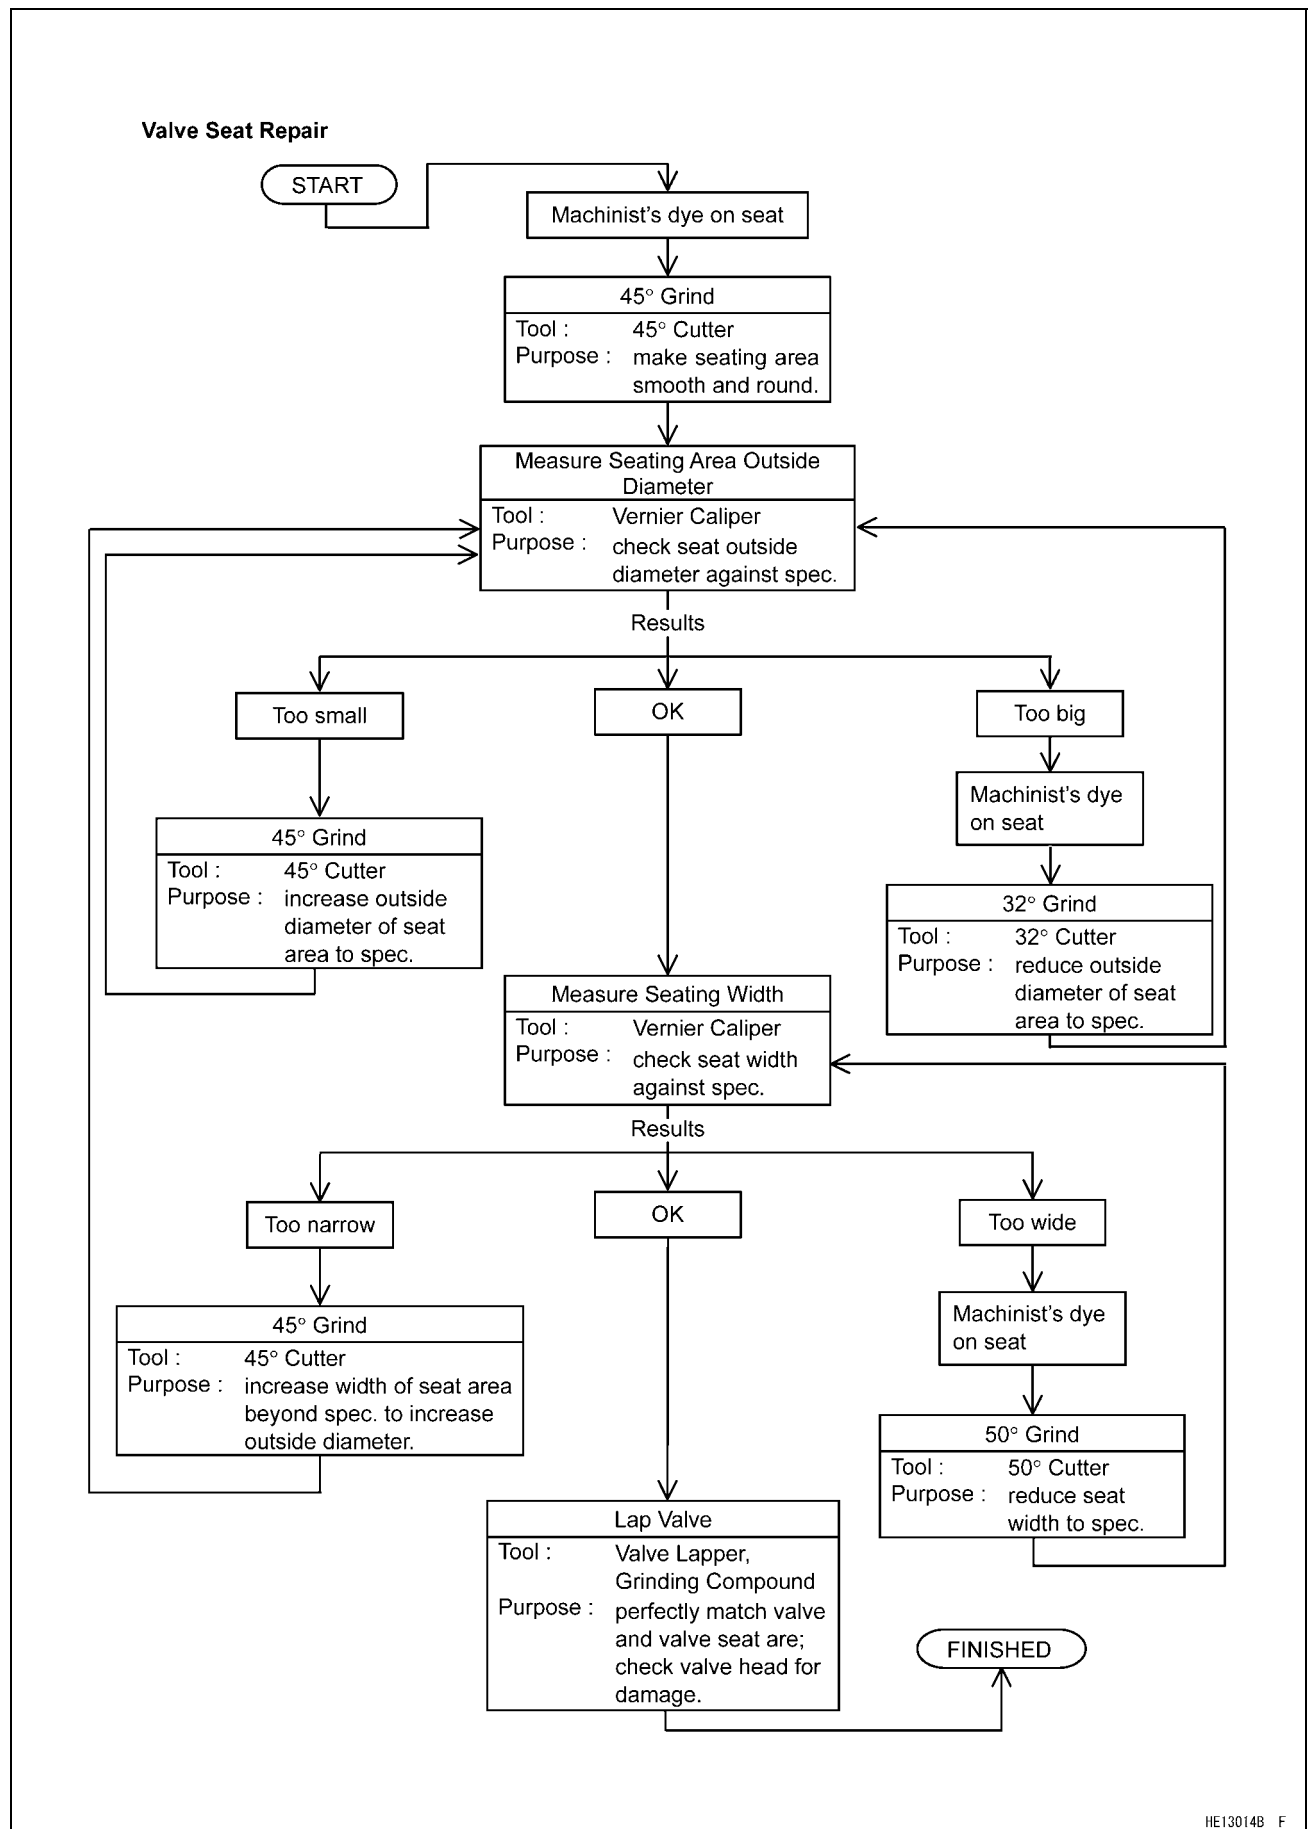 Valve Seat Repair
START
Machinist's dye on seat
45° Grind
Tool : 45° Cutter
Purpose : make seating area
smooth and round.
Measure Seating Area Outside
Diameter
Tool : Vernier Caliper
Purpose : check seat outside
diameter against spec.
Results
Too small
OK
Too big
Machinist's dye
on seat
45° Grind
Tool : 45° Cutter
Purpose : increase outside
diameter of seat
area to spec.
32° Grind
Tool : 32° Cutter
Purpose : reduce outside
diameter of seat
area to spec.
Measure Seating Width
Tool : Vernier Caliper
Purpose : check seat width
against spec.
Results
Too narrow
OK
Too wide
Machinist's dye
on seat
45° Grind
Tool : 45° Cutter
Purpose : increase width of seat area
beyond spec. to increase
outside diameter.
50° Grind
Tool : 50° Cutter
Purpose : reduce seat
width to spec.
Lap Valve
Tool : Valve Lapper,
Grinding Compound
Purpose : perfectly match valve
and valve seat are;
check valve head for
damage.
FINISHED
HE13014B F